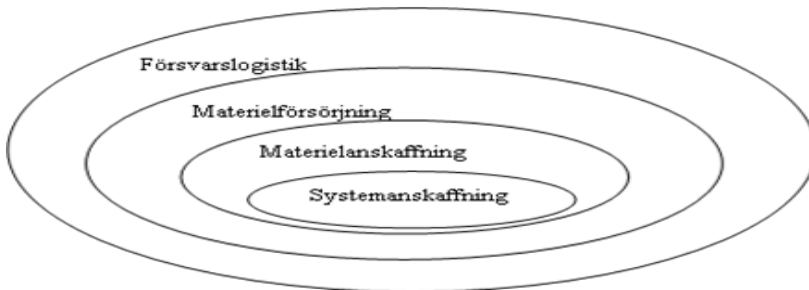 Försvarslogistik
Materielförsörjning
Materielanskaffning
Systemanskaffning